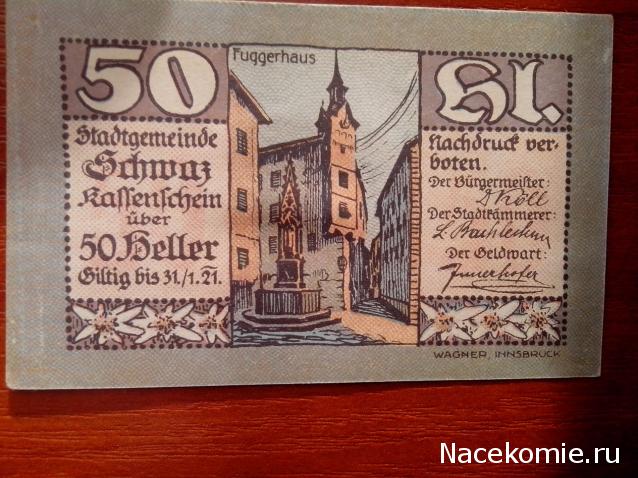 50
Stadtgemeinde
Schwaz
Kassenschein
über
50 Heller
Giltig bis 31/1.21.
Fuggerhaus
Hl.
Nachdruck ver-
boten.
Der Bürgermeister:
Der Stadtkämmerer:
Der Geldwart:
Innerhofer
WAGNER, INNSBRUCK
Nacekomie.ru